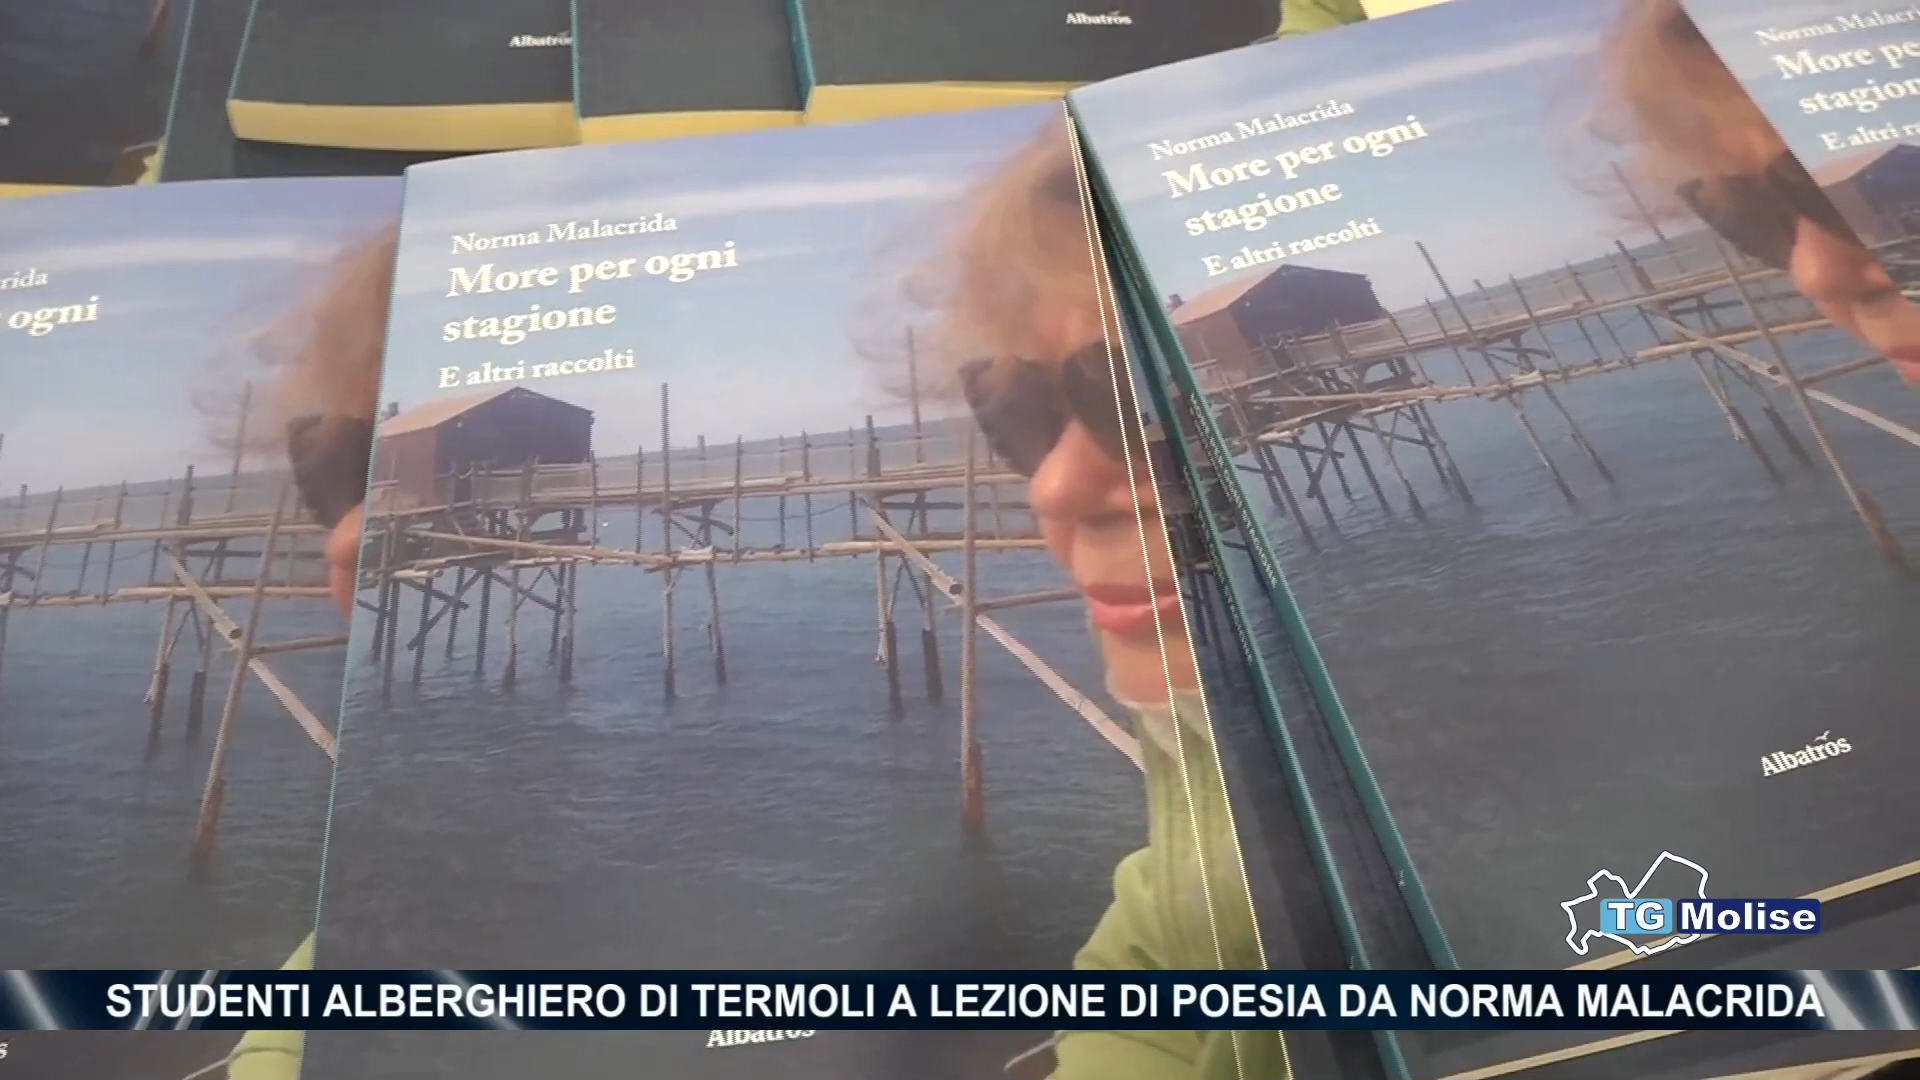 Albatros
Albatros
Norma Malacrida
More per ogni
stagione
E altri raccolti
Norma Malacrida
More per ogni
stagione
E altri raccolti
Norma Malacri
More pe
stagion
E altri ra
rida
ogni
Albatros
TG Molise
STUDENTI ALBERGHIERO DI TERMOLI A LEZIONE DI POESIA DA NORMA MALACRIDA
Albatros